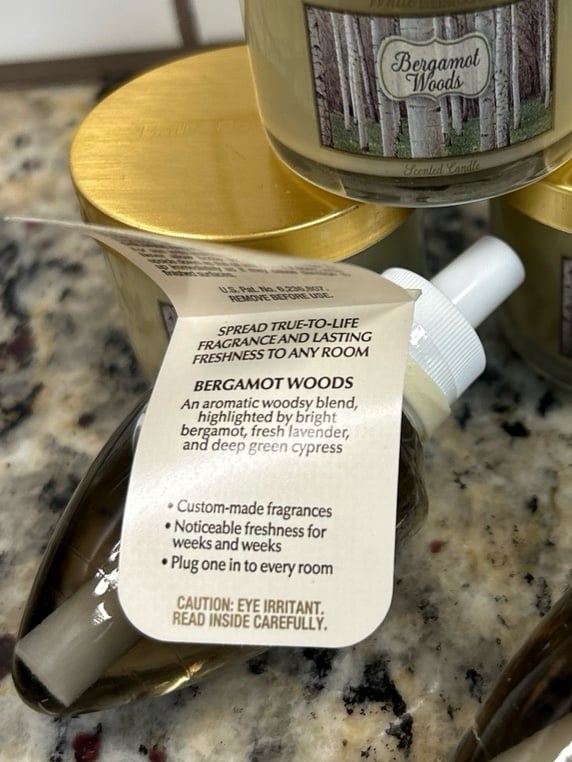 White
Bergamot
Woods
Scented Candle
U.S. Pat. No. 6,236,807.
REMOVE BEFORE USE.
SPREAD TRUE-TO-LIFE
FRAGRANCE AND LASTING
FRESHNESS TO ANY ROOM
BERGAMOT WOODS
An aromatic woodsy blend,
highlighted by bright
bergamot, fresh lavender,
and deep green cypress
• Custom-made fragrances
• Noticeable freshness for
weeks and weeks
• Plug one in to every room
CAUTION: EYE IRRITANT.
READ INSIDE CAREFULLY.